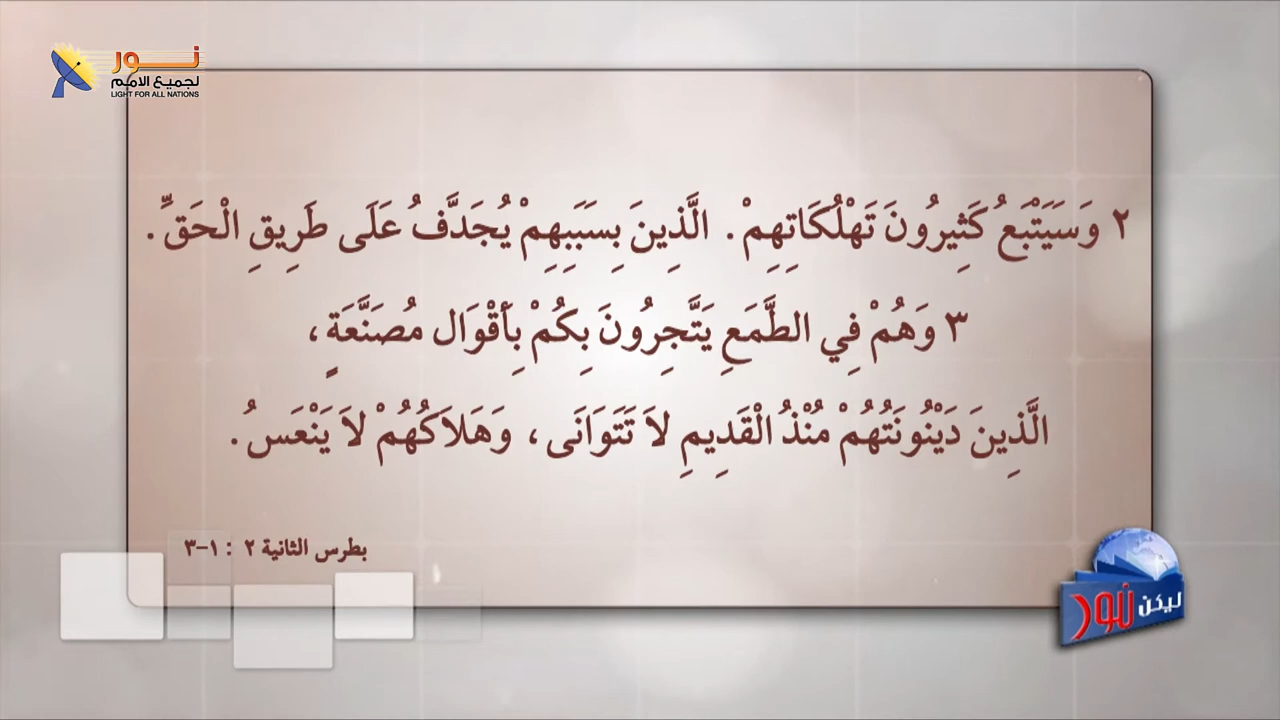 نـــور
لجميع الامم
LIGHT FOR ALL NATIONS
٢ وَسَيَتْبَعُ كَثِيرُونَ تَهْلُكَاتِهِمْ. الَّذِينَ بِسَبَبِهِمْ يُجَدَّفُ عَلَى طَرِيقِ الْحَقِّ.
٣ وَهُمْ فِي الطَّمَعِ يَتَّجِرُونَ بِكُمْ بِأَقْوَال مُصَنَّعَةٍ،
الَّذِينَ دَيْنُونَتُهُمْ مُنْذُ الْقَدِيمِ لاَ تَتَوَانَى، وَهَلاَكُهُمْ لاَ يَنْعَسُ.
بطرس الثانية ٢ : ١-٣
ليكن نور